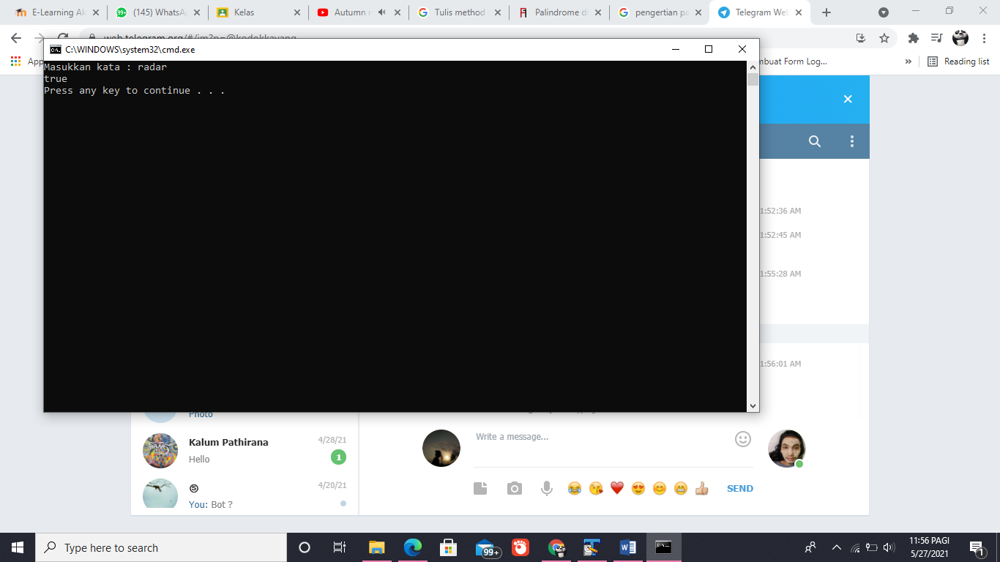 E-Learning Ak
(145) WhatsA
Kelas
Autumn
Tulis method
Palindrome d
pengertian pa
Telegram Web
web.telegram.org/#/im?p=@kodokkayang
App
mbuat Form Log...
»
Reading list
C:\WINDOWS\system32\cmd.exe
Masukkan kata : radar
true
Press any key to continue . . .
1:52:36 AM
1:52:45 AM
1:55:28 AM
1:56:01 AM
Photo
Kalum Pathirana
4/28/21
Hello
1
Ⓢ
4/20/21
You: Bot ?
Write a message...
SEND
Type here to search
99+
11:56 PAGI
5/27/2021
1